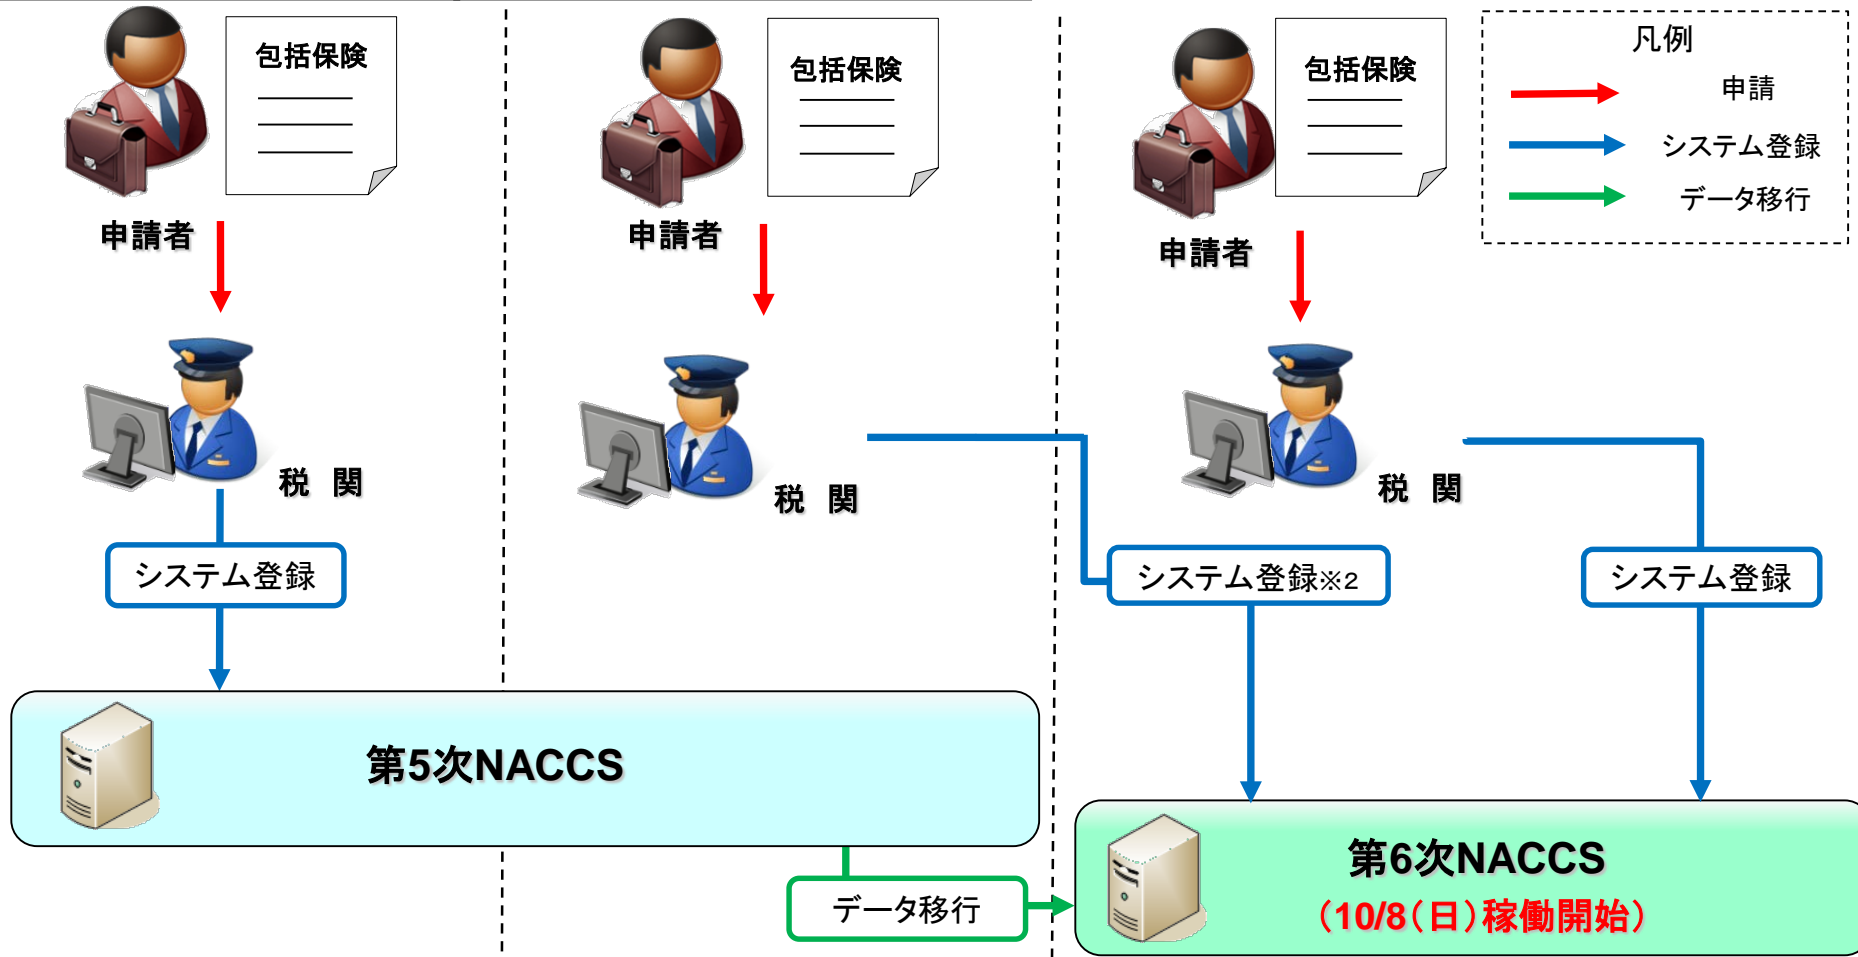 包括保険
包括保険
包括保険
凡例
申請
システム登録
データ移行
申請者
申請者
申請者
税 関
税 関
税 関
システム登録
システム登録※2
システム登録
第5次NACCS
データ移行
第6次NACCS
（10/8（日）稼働開始）